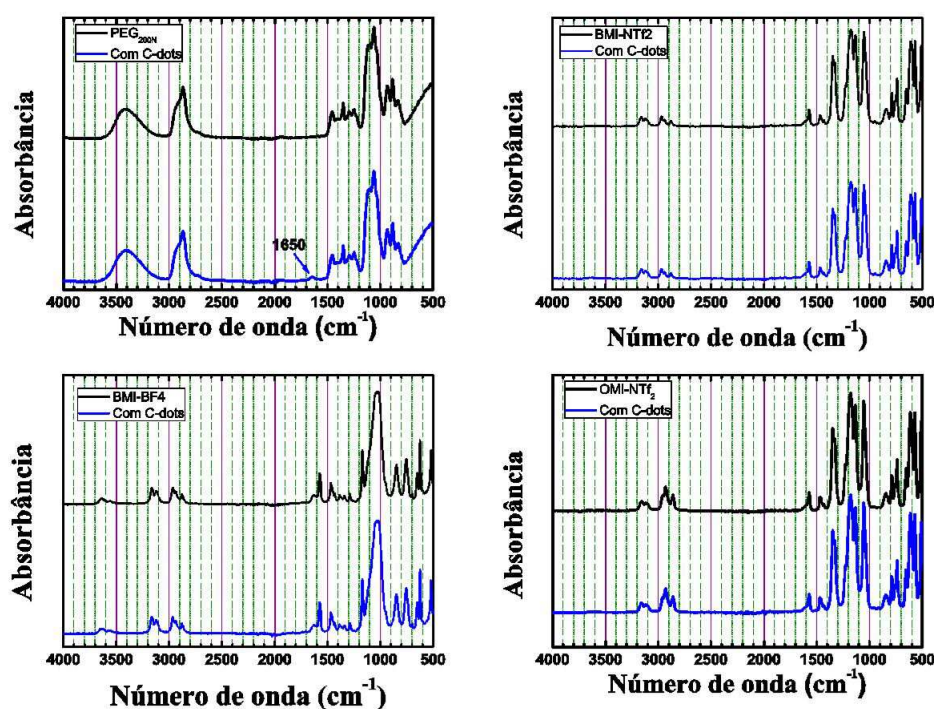 PEG200N
Com C-dots
1650
Absorbância
4000 3500 3000 2500 2000 1500 1000 500
Número de onda (cm-1)
BMI-NTf2
Com C-dots
Absorbância
4000 3500 3000 2500 2000 1500 1000 500
Número de onda (cm-1)
BMI-BF4
Com C-dots
Absorbância
4000 3500 3000 2500 2000 1500 1000 500
Número de onda (cm-1)
OMI-NTf2
Com C-dots
Absorbância
4000 3500 3000 2500 2000 1500 1000 500
Número de onda (cm-1)